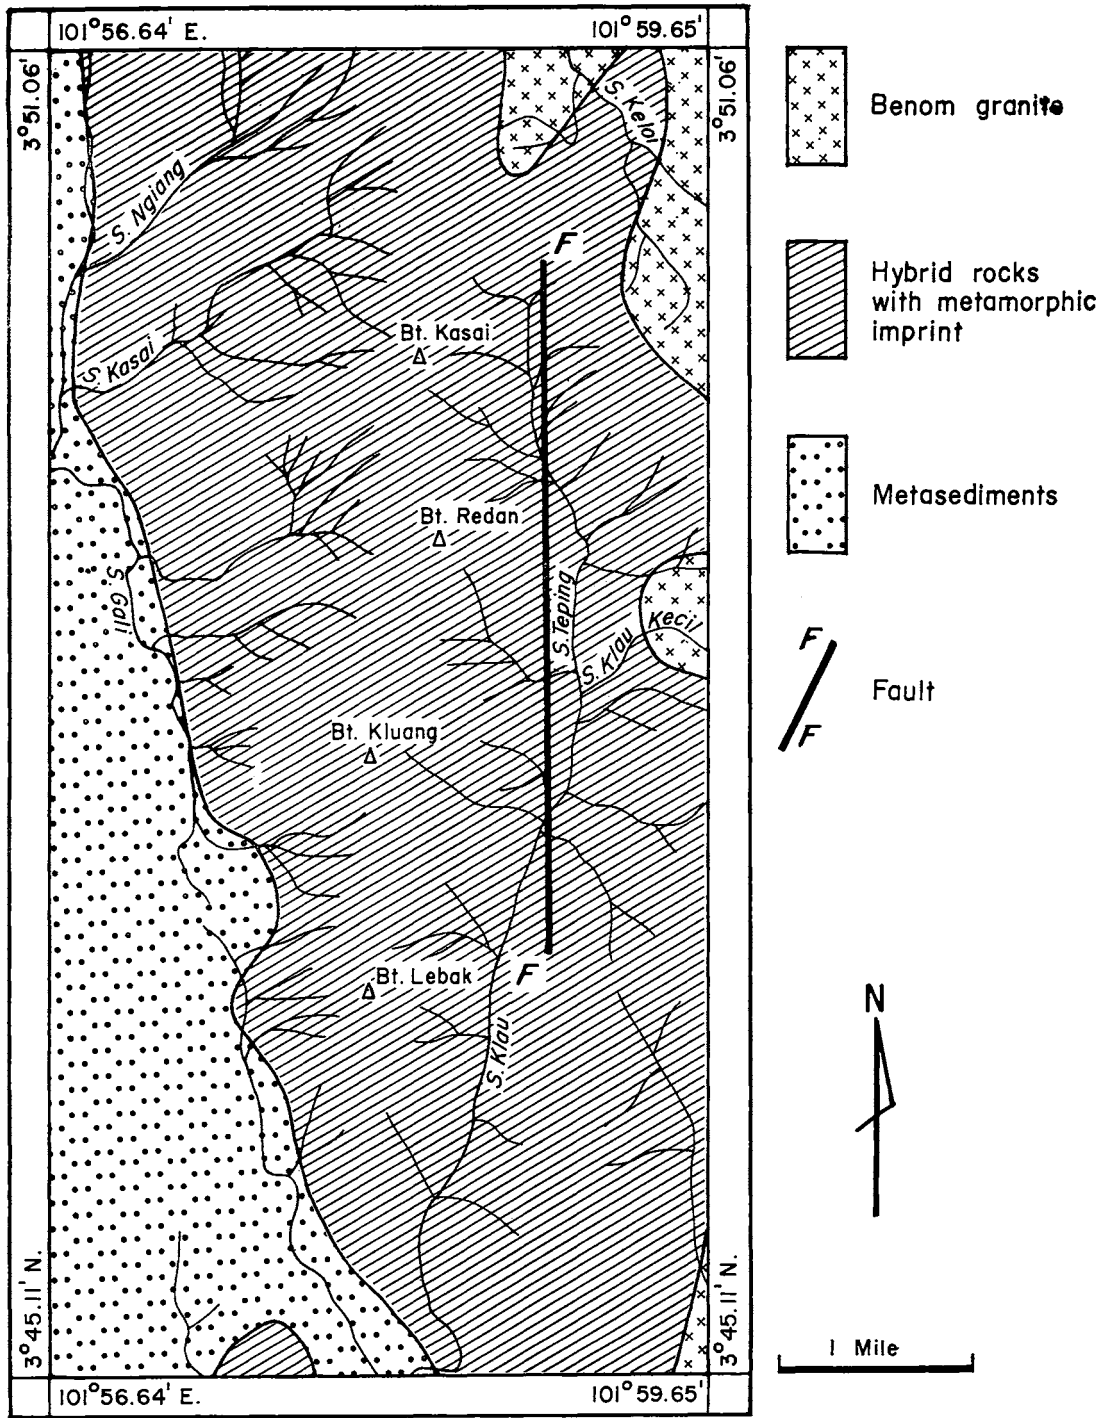 101°56.64' E.
101°59.65'
3°51.06'
3°51.06'
S. Keloi
S. Ngiang
F
Bt. Kasai
S. Kasai
Bt. Redan
S. Gali
S. Teping
S. Klau
Kecil
Bt. Kluang
Bt. Lebak
F
S. Klau
3°45.11' N.
3°45.11' N.
101°56.64' E.
101°59.65'
Benom granite
Hybrid rocks
with metamorphic
imprint
Metasediments
F
F
Fault
N
1 Mile